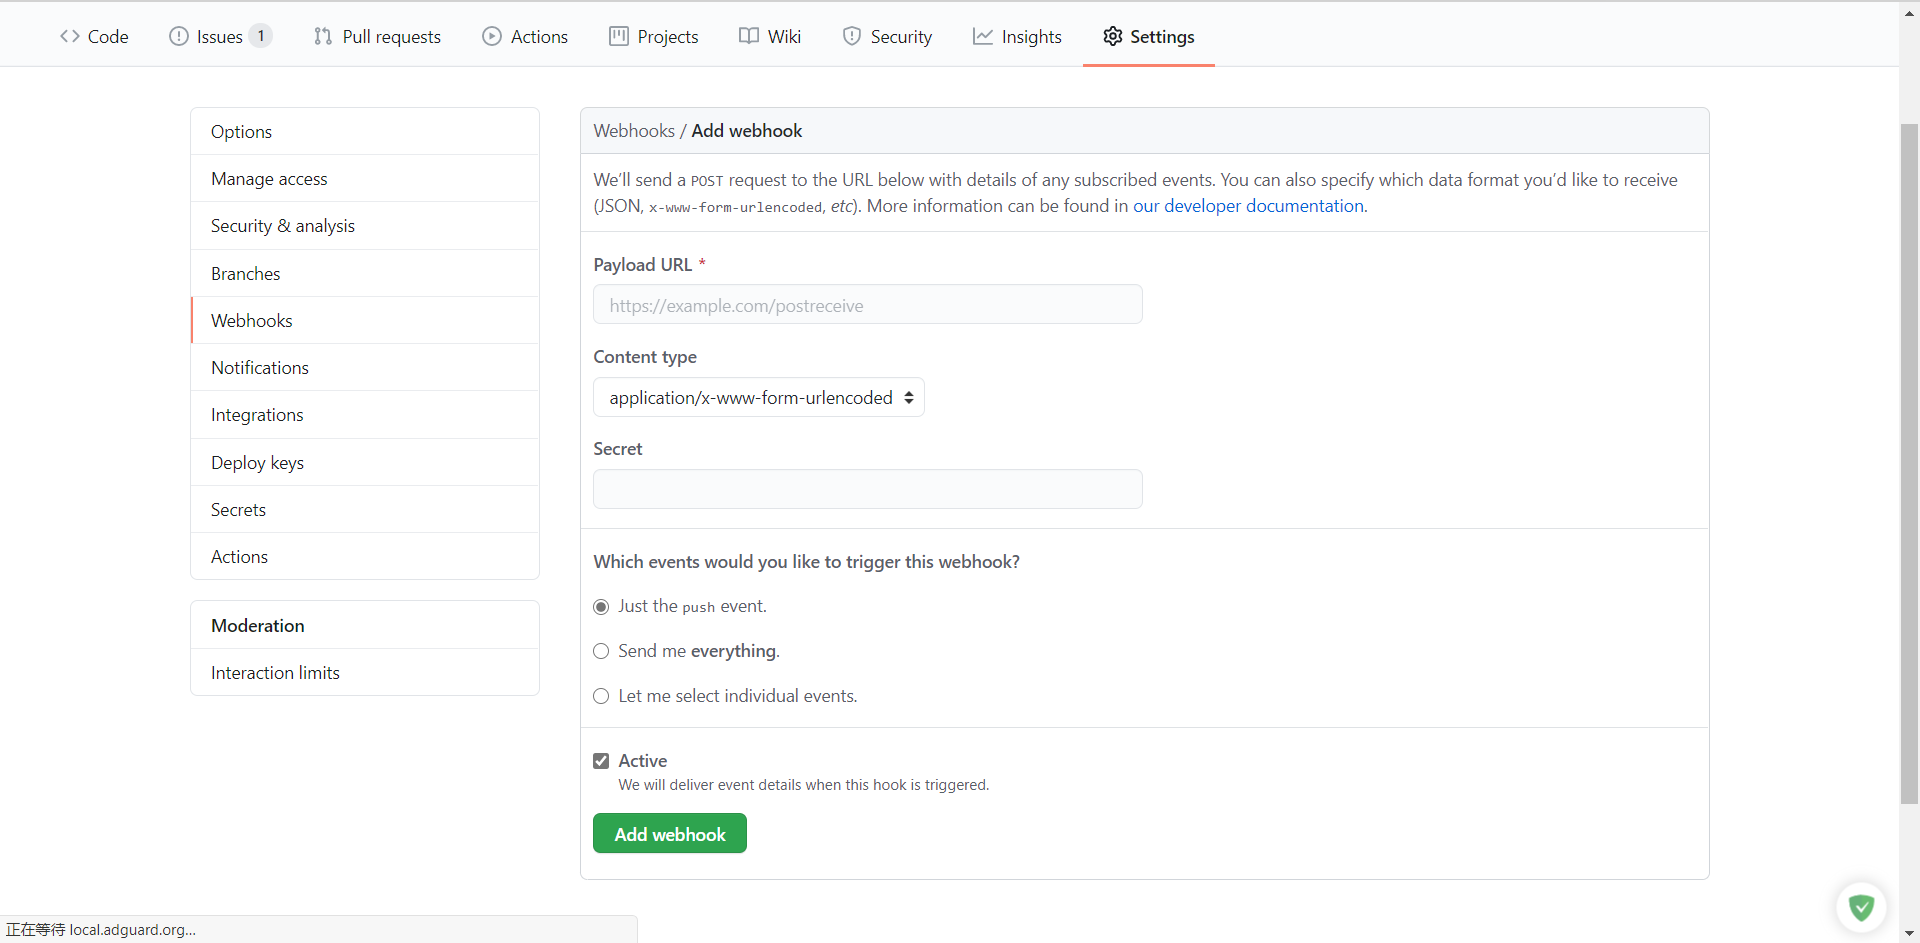 Code Issues 1 Pull requests Actions Projects Wiki Security Insights Settings
Options
Manage access
Security & analysis
Branches
Webhooks
Notifications
Integrations
Deploy keys
Secrets
Actions
Moderation
Interaction limits
Webhooks / Add webhook
We’ll send a POST request to the URL below with details of any subscribed events. You can also specify which data format you’d like to receive
(JSON, x-www-form-urlencoded, etc). More information can be found in our developer documentation.
Payload URL *
https://example.com/postreceive
Content type
application/x-www-form-urlencoded
Secret
Which events would you like to trigger this webhook?
Just the push event.
Send me everything.
Let me select individual events.
Active
We will deliver event details when this hook is triggered.
Add webhook
正在等待 local.adguard.org...